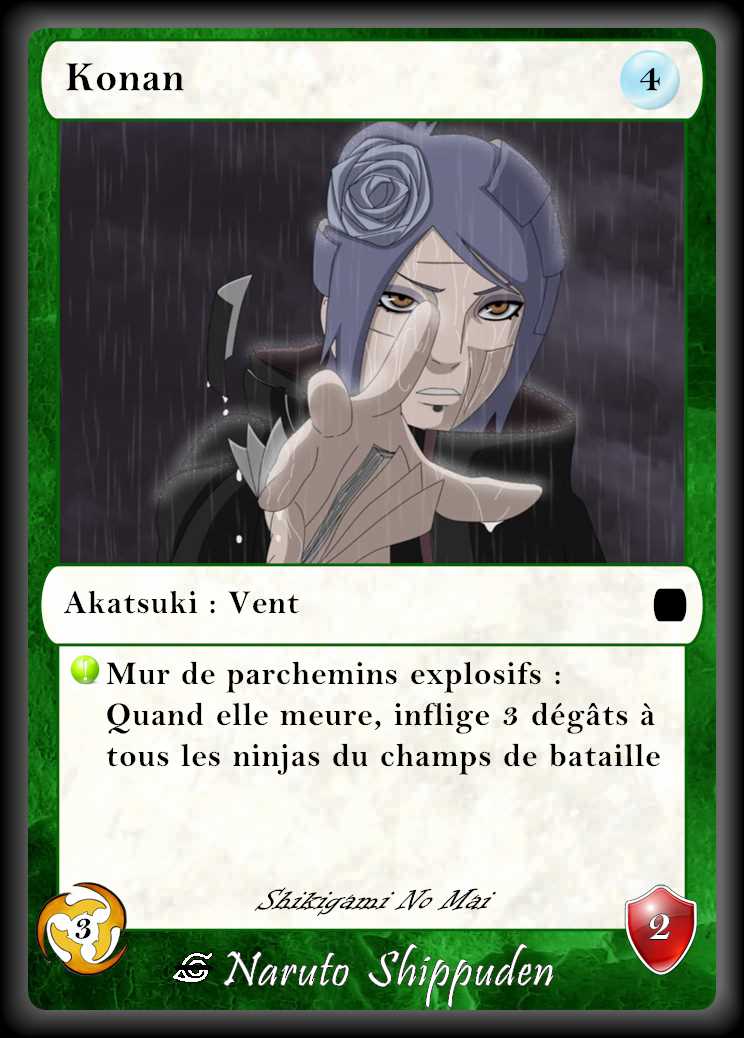 Konan
4
Akatsuki : Vent
! Mur de parchemins explosifs :
Quand elle meure, inflige 3 dégâts à
tous les ninjas du champs de bataille
Shikigami No Mai
3
2
Naruto Shippuden